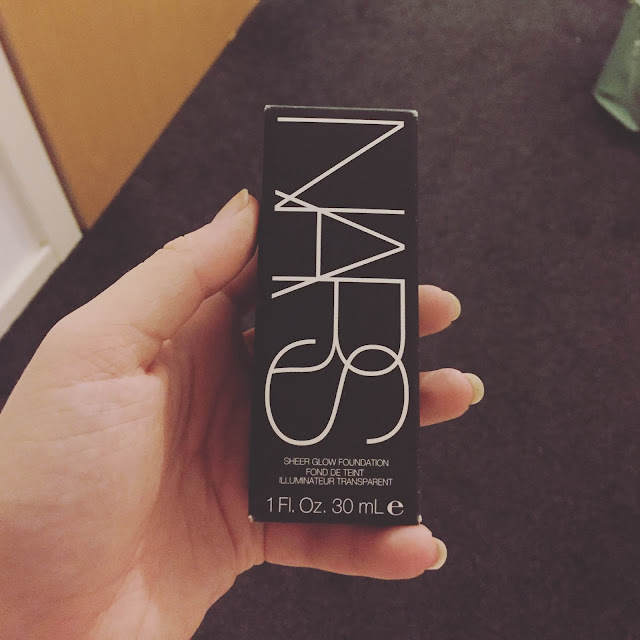 NARS
SHEER GLOW FOUNDATION
FOND DE TEINT
ILLUMINATEUR TRANSPARENT
1 Fl. Oz. 30 mL e